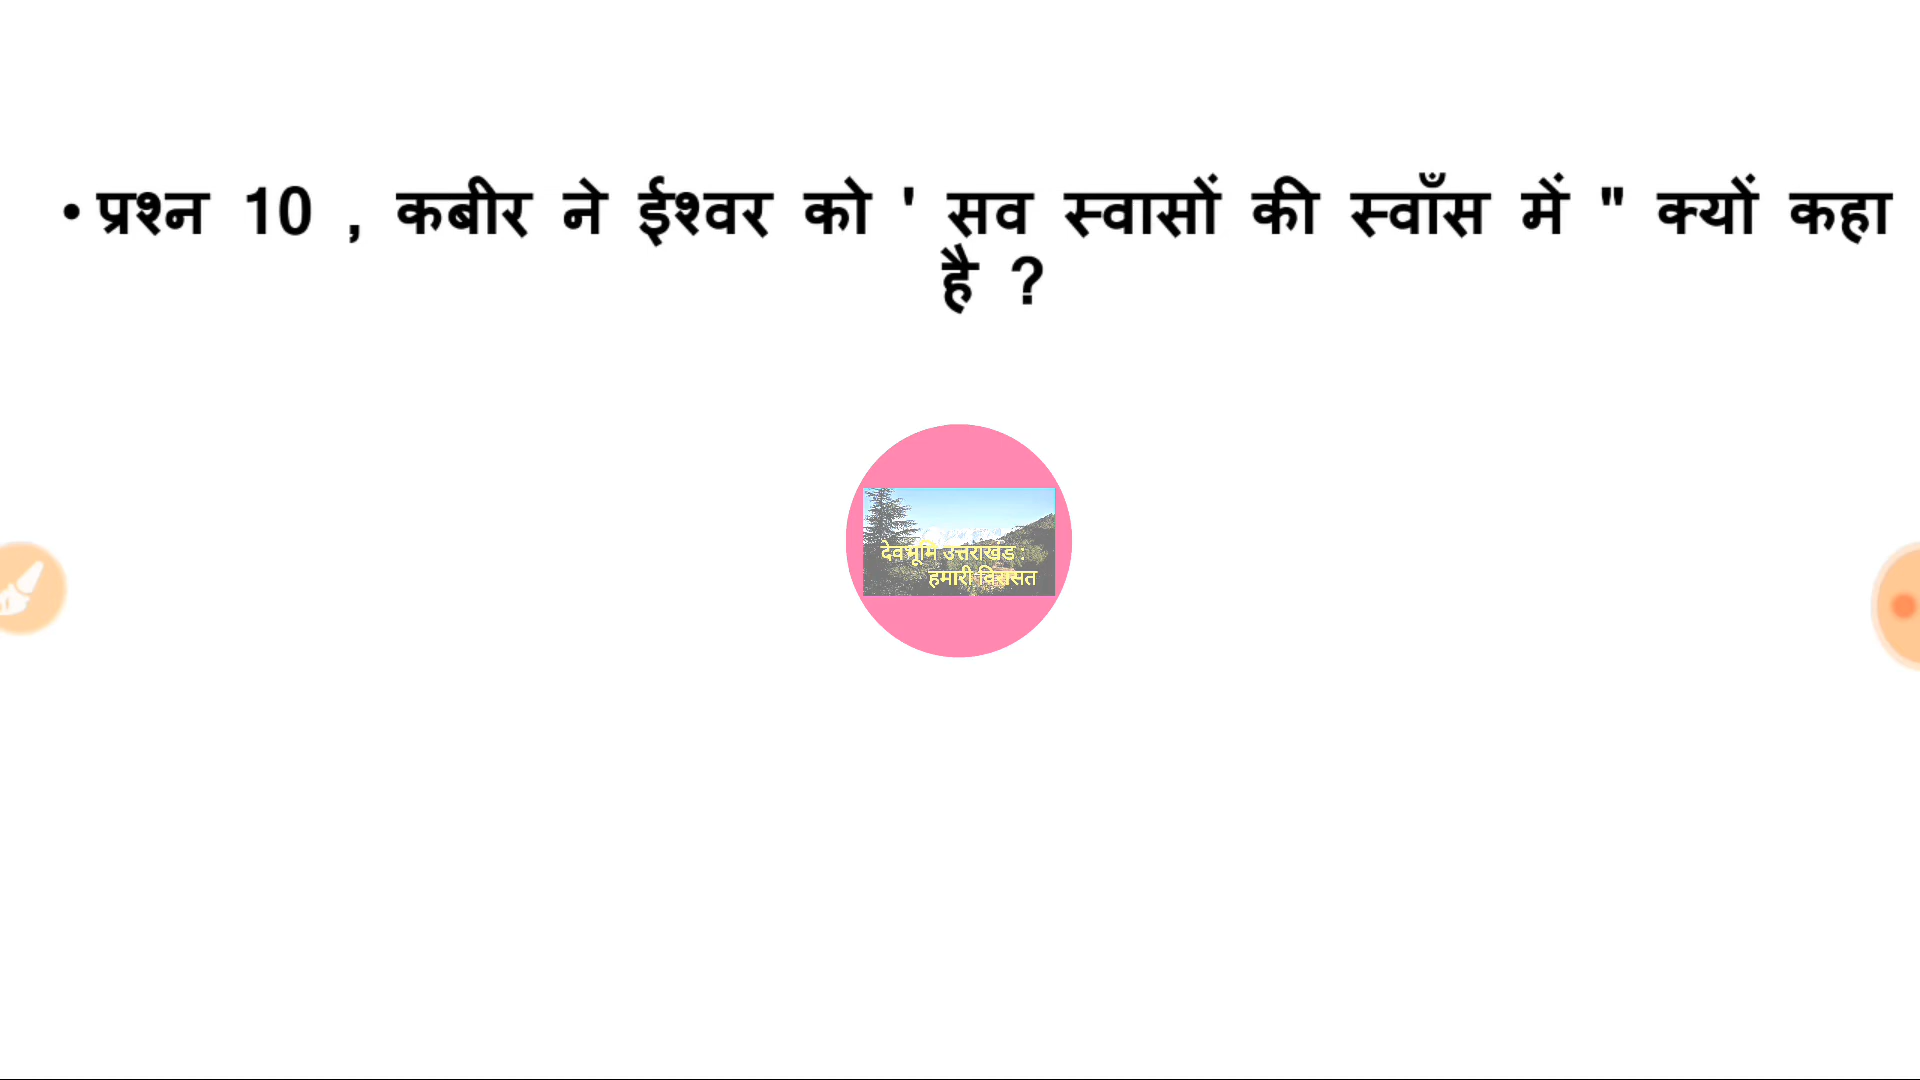 • प्रश्न 10 , कबीर ने ईश्वर को ' सव स्वासों की स्वाँस में " क्यों कहा
है ?
देवभूमि उत्तराखंड :
हमारी विरासत